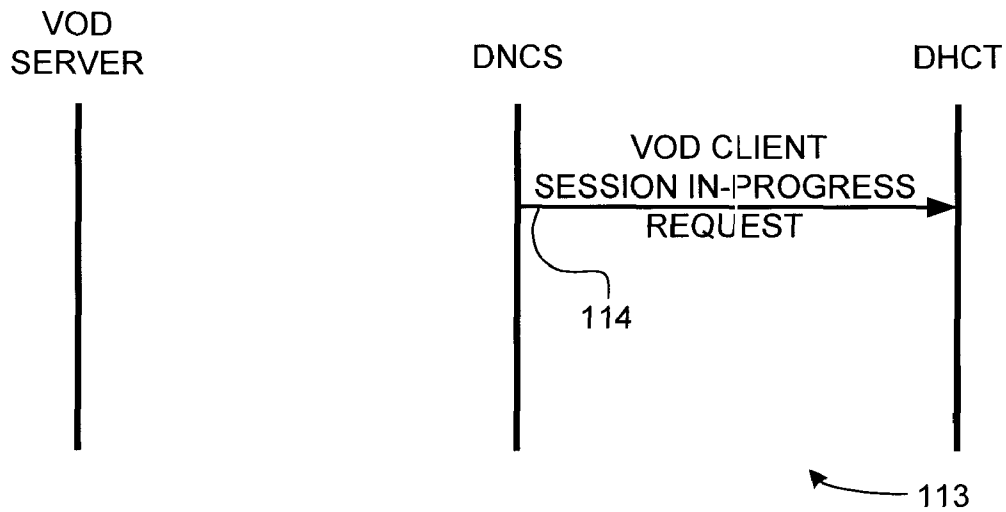 VOD
SERVER
DNCS
DHCT
VOD CLIENT
SESSION IN-PROGRESS
REQUEST
114
113